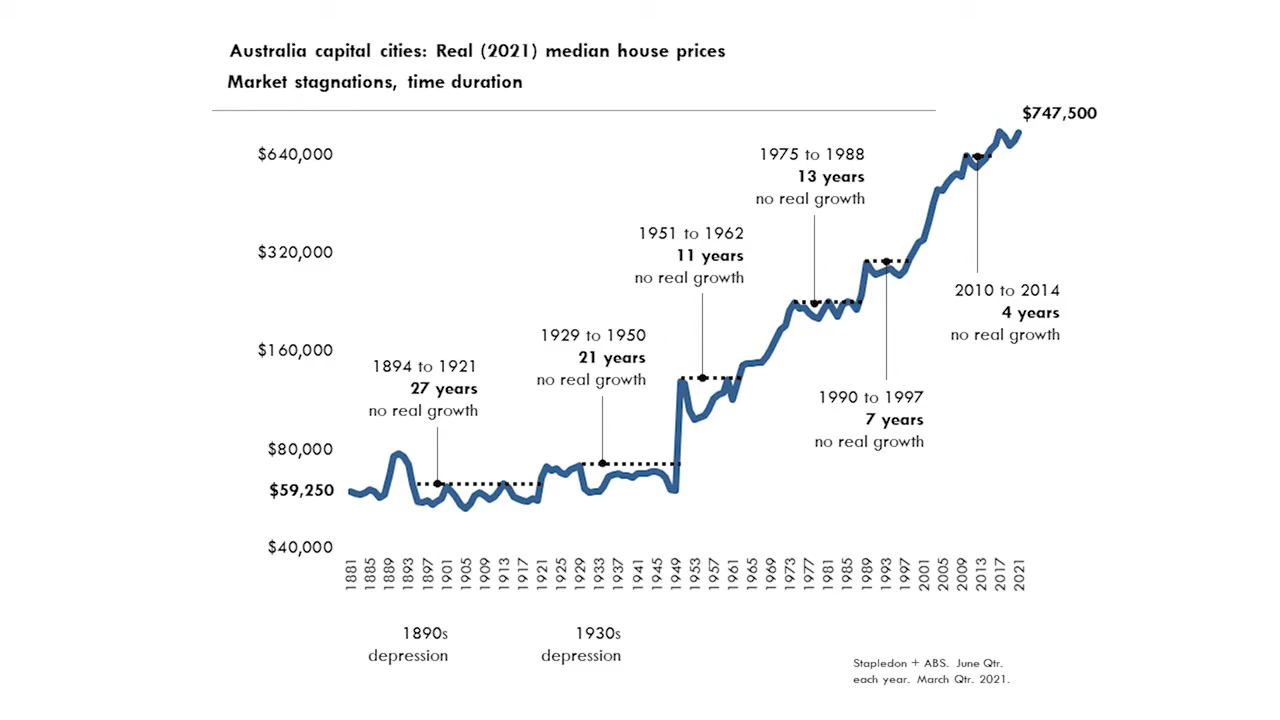 Australia capital cities: Real (2021) median house prices
Market stagnations, time duration
$747,500
$640,000
$320,000
$160,000
$80,000
$59,250
$40,000
1894 to 1921
27 years
no real growth
1929 to 1950
21 years
no real growth
1951 to 1962
11 years
no real growth
1975 to 1988
13 years
no real growth
1990 to 1997
7 years
no real growth
2010 to 2014
4 years
no real growth
1881
1885
1889
1893
1897
1901
1905
1909
1913
1917
1921
1925
1929
1933
1937
1941
1945
1949
1953
1957
1961
1965
1969
1973
1977
1981
1985
1989
1993
1997
2001
2005
2009
2013
2017
2021
1890s
depression
1930s
depression
Stapledon + ABS. June Qtr.
each year. March Qtr. 2021.